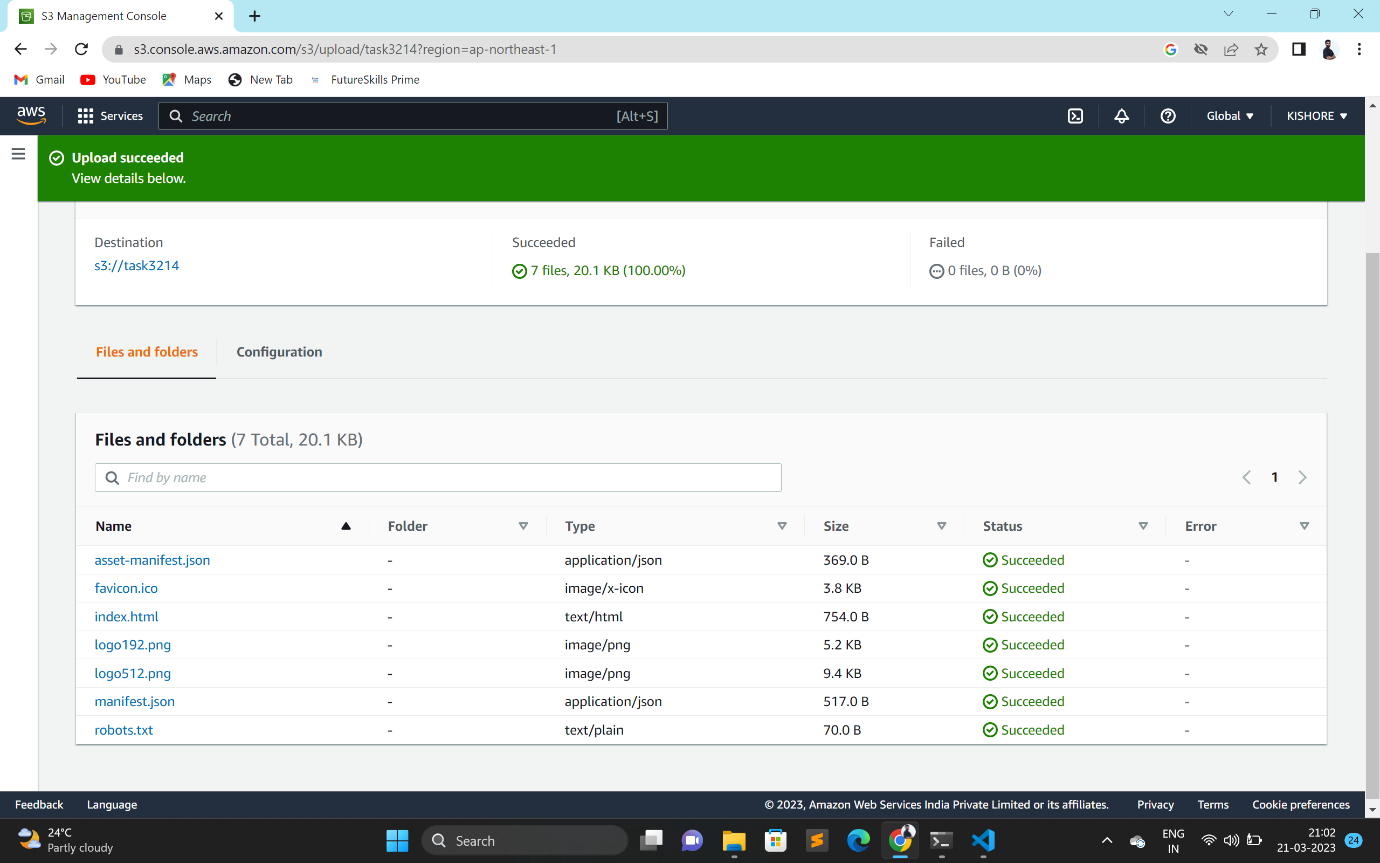 S3 Management Console
s3.console.aws.amazon.com/s3/upload/task3214?region=ap-northeast-1
Gmail YouTube Maps New Tab FutureSkills Prime
aws Services Search [Alt+S] Global KISHORE
Upload succeeded
View details below.
Destination Succeeded Failed
s3://task3214 7 files, 20.1 KB (100.00%) 0 files, 0 B (0%)
Files and folders Configuration
Files and folders (7 Total, 20.1 KB)
Find by name 1
Name Folder Type Size Status Error
asset-manifest.json - application/json 369.0 B Succeeded -
favicon.ico - image/x-icon 3.8 KB Succeeded -
index.html - text/html 754.0 B Succeeded -
logo192.png - image/png 5.2 KB Succeeded -
logo512.png - image/png 9.4 KB Succeeded -
manifest.json - application/json 517.0 B Succeeded -
robots.txt - text/plain 70.0 B Succeeded -
Feedback Language © 2023, Amazon Web Services India Private Limited or its affiliates. Privacy Terms Cookie preferences
24°C
Partly cloudy
Search
ENG
IN
21:02
21-03-2023
24